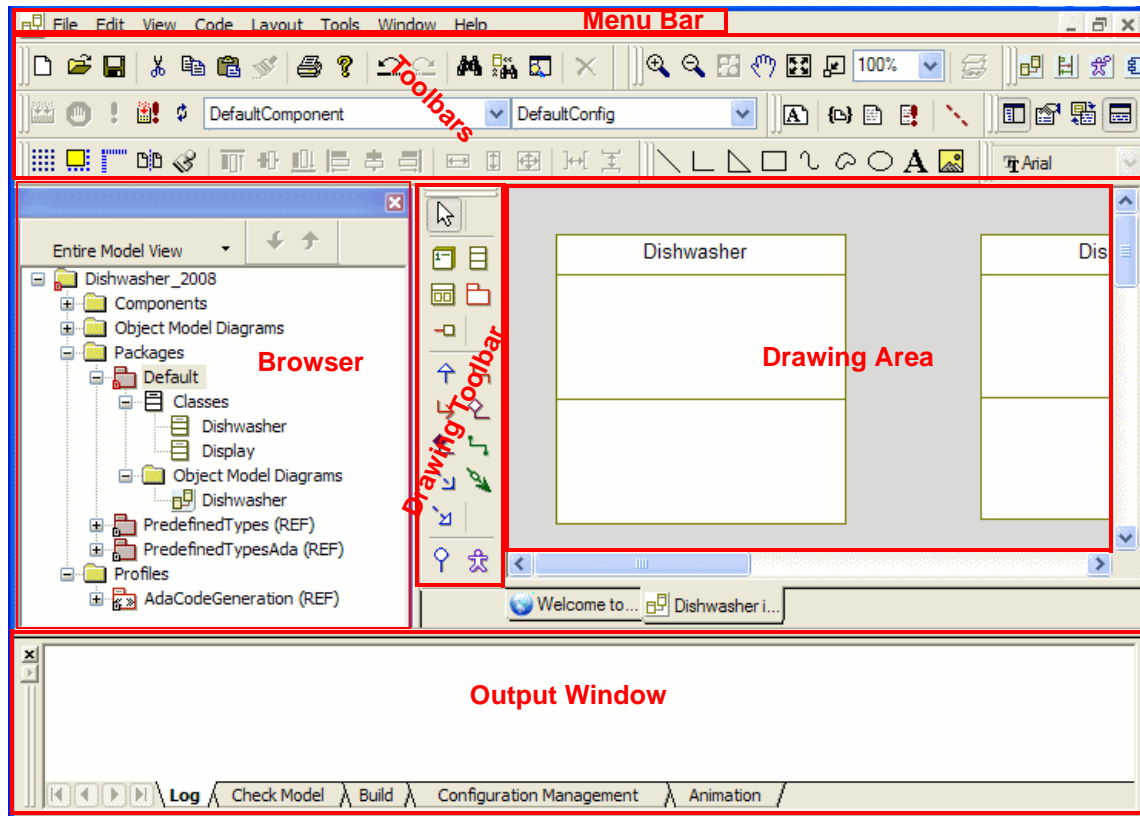 File Edit View Code Layout Tools Window Help
Menu Bar
100%
Toolbars
DefaultComponent
DefaultConfig
A
A
Arial
Entire Model View
Dishwasher_2008
Components
Object Model Diagrams
Packages
Default
Classes
Dishwasher
Display
Object Model Diagrams
Dishwasher
PredefinedTypes (REF)
PredefinedTypesAda (REF)
Profiles
AdaCodeGeneration (REF)
Browser
Drawing Toolbar
Dishwasher
Dis
Drawing Area
Welcome to...
Dishwasher i...
Output Window
Log
Check Model
Build
Configuration Management
Animation